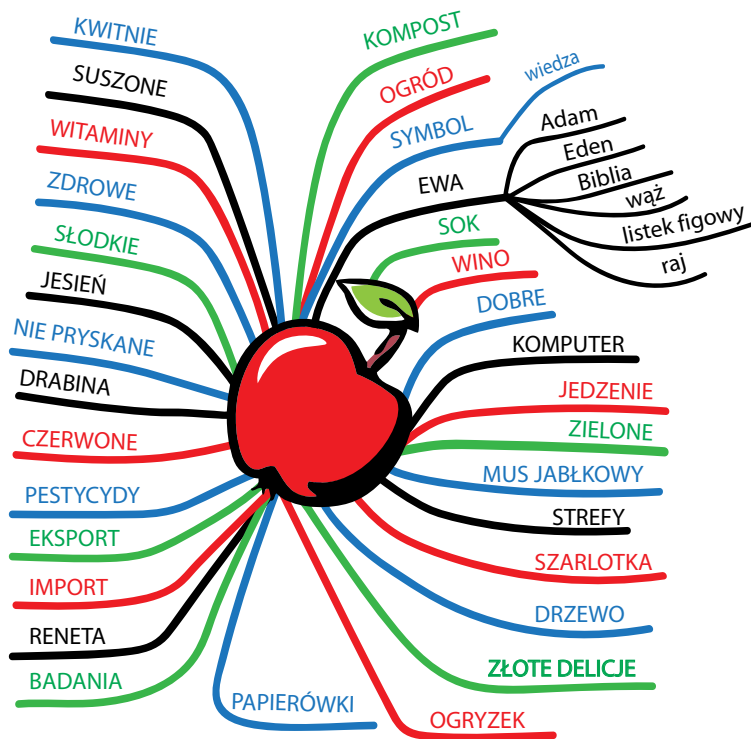 KWITNIE
SUSZONE
WITAMINY
ZDROWE
SŁODKIE
JESIEŃ
NIE PRYSKANE
DRABINA
CZERWONE
PESTYCYDY
EKSPORT
IMPORT
RENETA
BADANIA
PAPIERÓWKI
KOMPOST
OGRÓD
SYMBOL
wiedza
EWA
Adam
Eden
Biblia
wąż
listek figowy
raj
SOK
WINO
DOBRE
KOMPUTER
JEDZENIE
ZIELONE
MUS JABŁKOWY
STREFY
SZARLOTKA
DRZEWO
ZŁOTE DELICJE
OGRYZEK